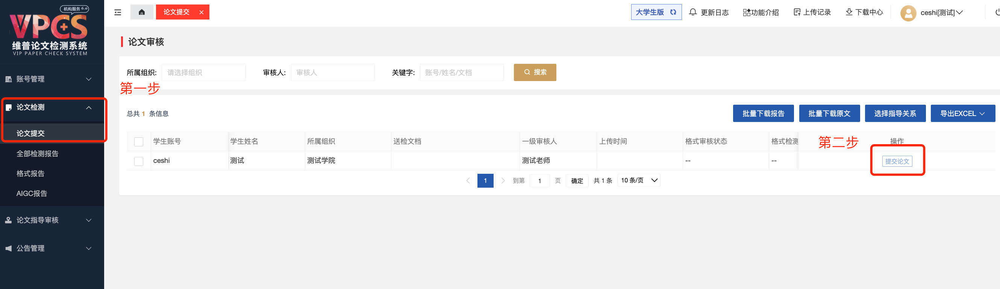 机构服务 6.0
VPCS
维普论文检测系统
VIP PAPER CHECK SYSTEM
账号管理
论文检测
论文提交
全部检测报告
格式报告
AIGC报告
论文指导审核
公告管理
论文提交 ×
大学生版
更新日志
功能介绍
上传记录
下载中心
ceshi[测试]
论文审核
所属组织: 请选择组织 审核人: 审核人 关键字: 账号/姓名/文档 搜索
第一步
总共 1 条信息
批量下载报告 批量下载原文 选择指导关系 导出EXCEL
学生账号 学生姓名 所属组织 送检文档 一级审核人 上传时间 格式审核状态 格式检测 操作
第二步
ceshi 测试 测试学院 测试老师 -- -- 提交论文
1 到第 1 页 确定 共 1 条 10 条/页